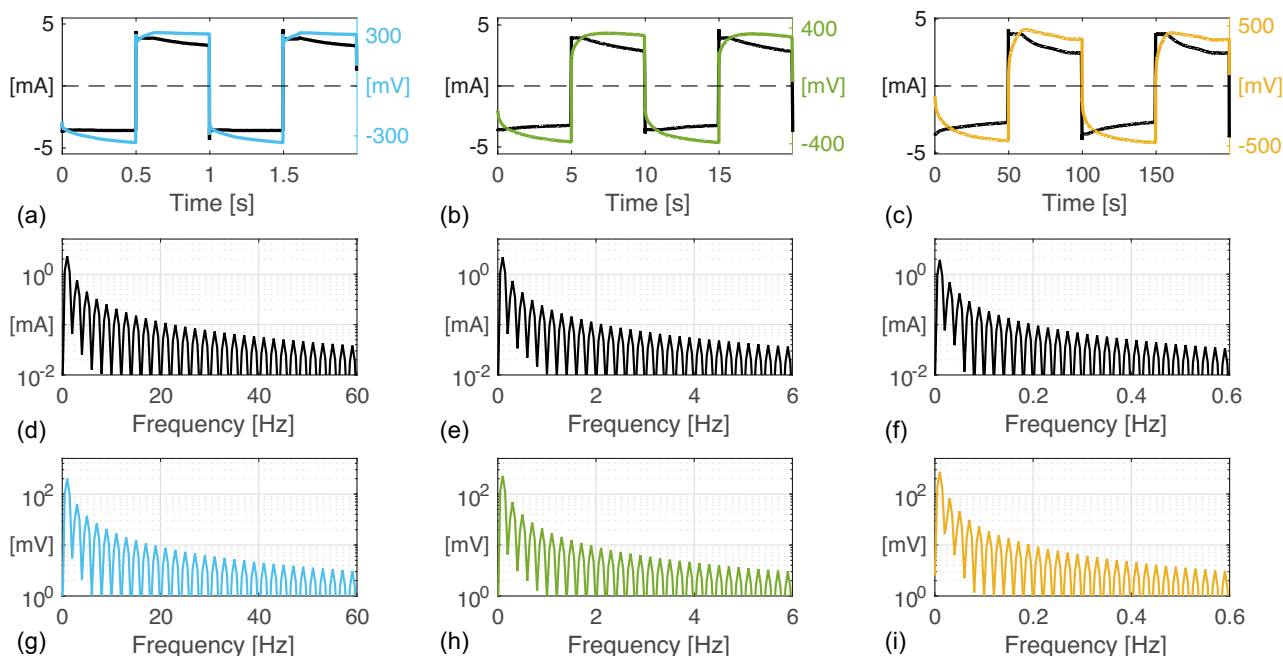 5 300 5 400 5 500
[mA] [mV] [mA] [mV] [mA] [mV]
-5 -300 -5 -400 -5 -500
0 0.5 1 1.5 0 5 10 15 0 50 100 150
(a) Time [s] (b) Time [s] (c) Time [s]
10^0 10^0 10^0
[mA] [mA] [mA]
10^-2 10^-2 10^-2
0 20 40 60 0 2 4 6 0 0.2 0.4 0.6
(d) Frequency [Hz] (e) Frequency [Hz] (f) Frequency [Hz]
10^2 10^2 10^2
[mV] [mV] [mV]
10^0 10^0 10^0
0 20 40 60 0 2 4 6 0 0.2 0.4 0.6
(g) Frequency [Hz] (h) Frequency [Hz] (i) Frequency [Hz]